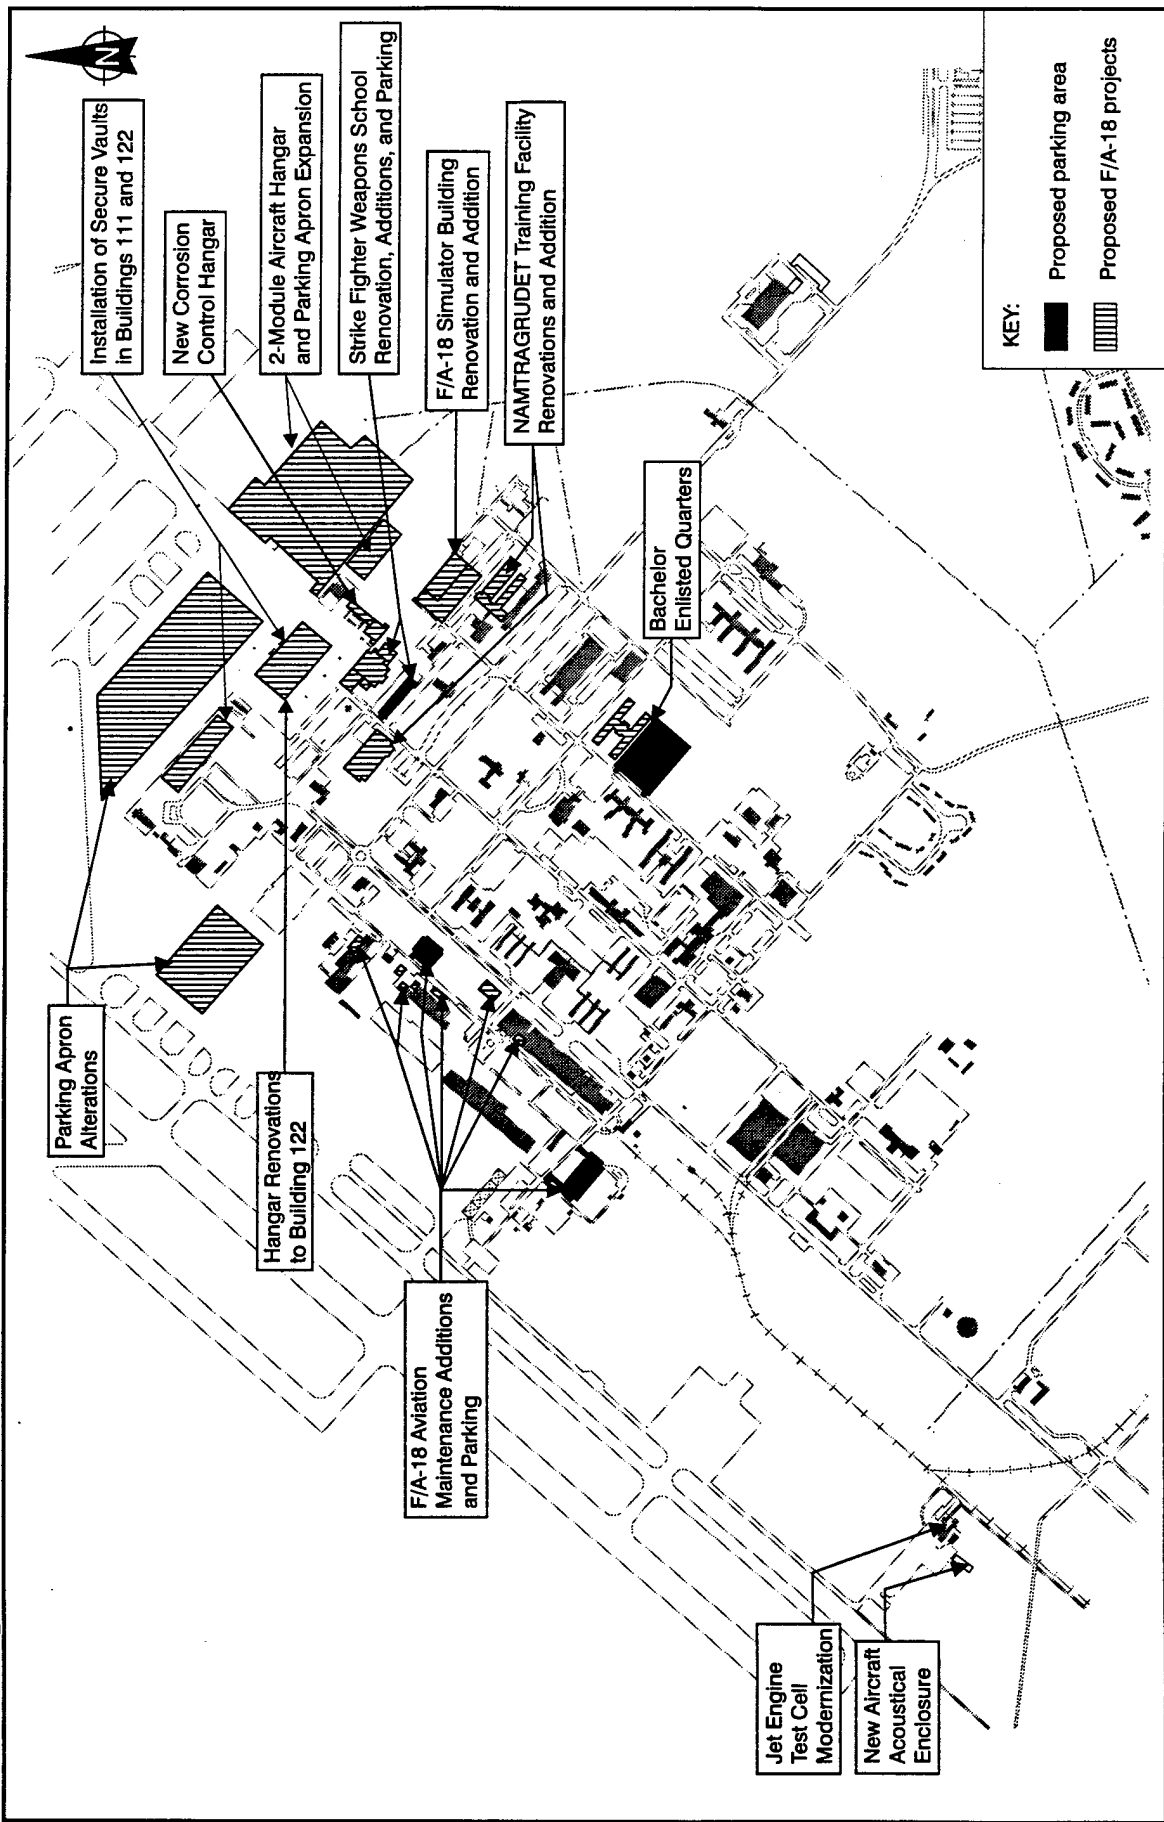 N
Installation of Secure Vaults
in Buildings 111 and 122
New Corrosion
Control Hangar
2-Module Aircraft Hangar
and Parking Apron Expansion
Strike Fighter Weapons School
Renovation, Additions, and Parking
F/A-18 Simulator Building
Renovation and Addition
NAMTRAGRUDET Training Facility
Renovations and Addition
Bachelor
Enlisted Quarters
Parking Apron
Alterations
Hangar Renovations
to Building 122
F/A-18 Aviation
Maintenance Additions
and Parking
Jet Engine
Test Cell
Modernization
New Aircraft
Acoustical
Enclosure
KEY:
Proposed parking area
Proposed F/A-18 projects